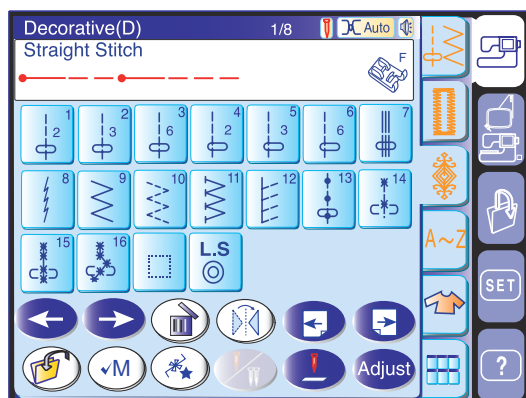 Decorative(D) 1/8 Auto
Straight Stitch
F
1 2 3 4 5 6 7
2 3 6 2 3 6
8 9 10 11 12 13 14
15 16 L.S
A~Z
SET
✓M Adjust ?